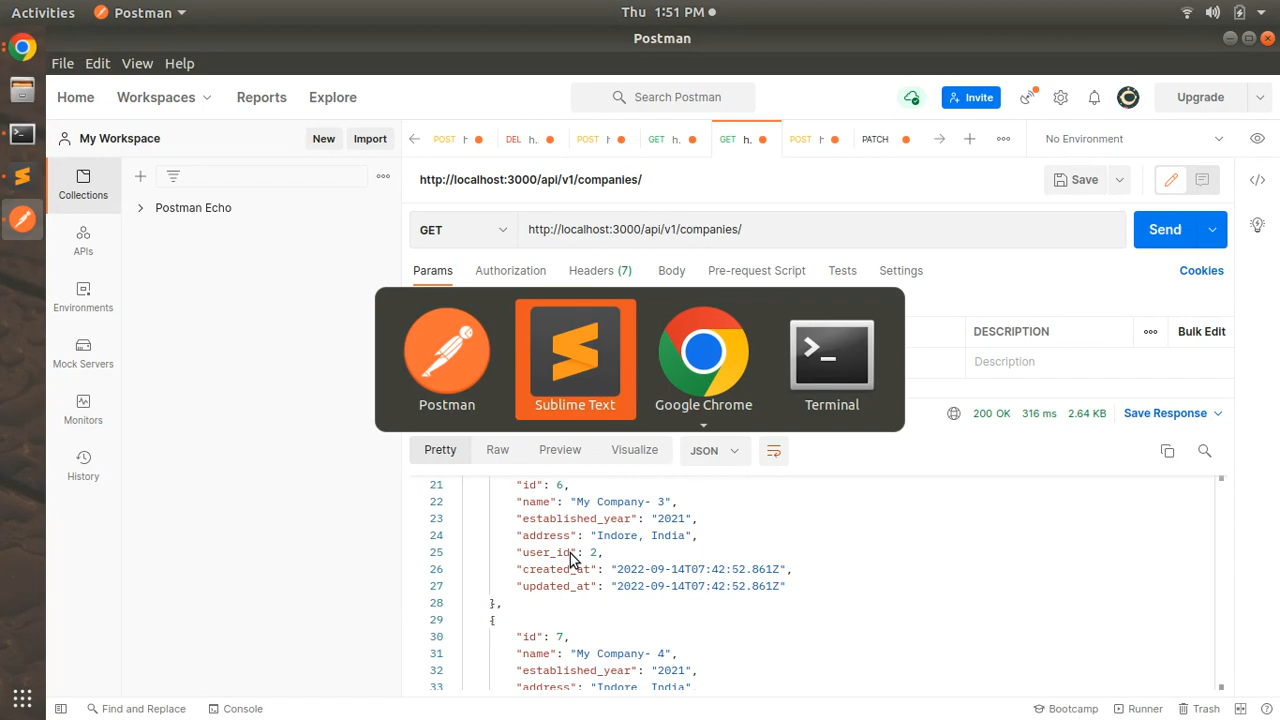 Activities Postman Thu 1:51 PM
Postman
File Edit View Help
Home Workspaces Reports Explore Search Postman Invite Upgrade
My Workspace New Import POST h DEL h. POST h GET h. GET h. POST h PATCH No Environment
Collections
http://localhost:3000/api/v1/companies/ Save
Postman Echo
GET http://localhost:3000/api/v1/companies/ Send
APIs
Params Authorization Headers (7) Body Pre-request Script Tests Settings Cookies
Environments
DESCRIPTION Bulk Edit
Mock Servers
Description
Postman Sublime Text Google Chrome Terminal
Monitors
200 OK 316 ms 2.64 KB Save Response
Pretty Raw Preview Visualize JSON
History
21 "id": 6,
22 "name": "My Company- 3",
23 "established_year": "2021",
24 "address": "Indore, India",
25 "user_id": 2,
26 "created_at": "2022-09-14T07:42:52.861Z",
27 "updated_at": "2022-09-14T07:42:52.861Z"
28 },
29 {
30 "id": 7,
31 "name": "My Company- 4",
32 "established_year": "2021",
33 "address": "Indore, India"
Find and Replace Console Bootcamp Runner Trash